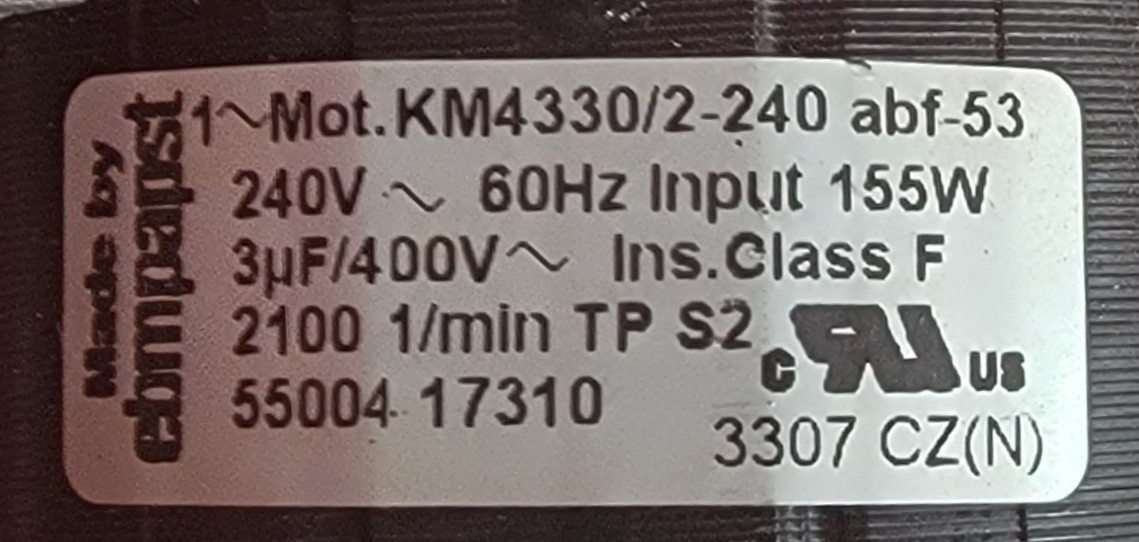 Made by
ebmpapst
1~Mot.KM4330/2-240 abf-53
240V ~ 60Hz Input 155W
3µF/400V~ Ins.Class F
2100 1/min TP S2
55004 17310
c RU us
3307 CZ(N)